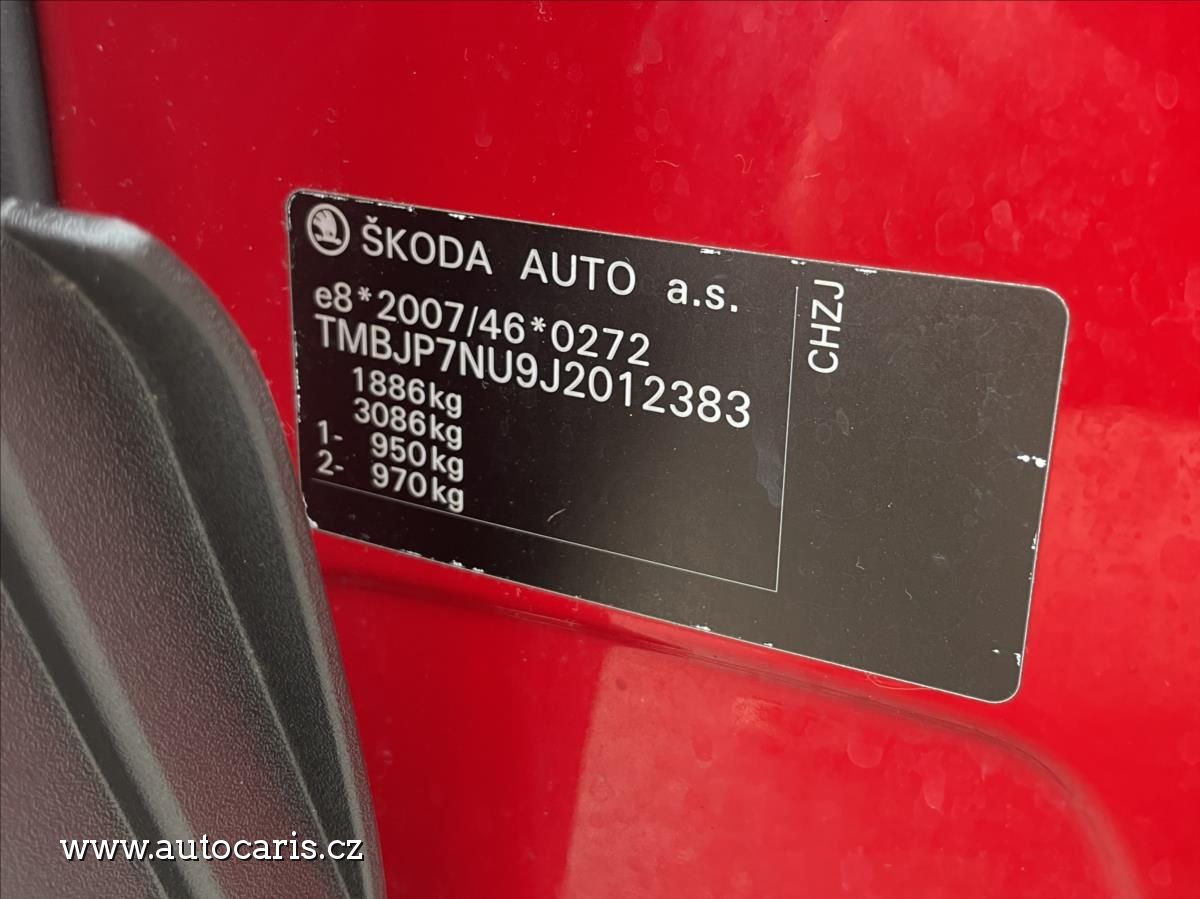 ŠKODA AUTO a.s.
e8*2007/46*0272
TMBJP7NU9J2012383
1886kg
3086kg
1- 950kg
2- 970kg
CHZJ
www.autocaris.cz